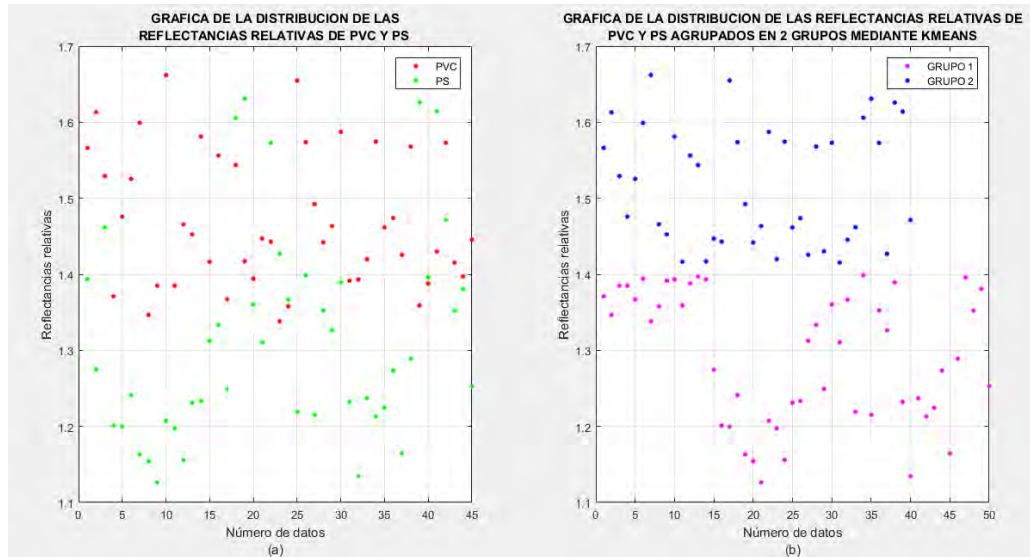 GRAFICA DE LA DISTRIBUCION DE LAS
REFLECTANCIAS RELATIVAS DE PVC Y PS
1.7
1.6
1.5
1.4
1.3
1.2
1.1
Reflectancias relativas
PVC
PS
0 5 10 15 20 25 30 35 40 45
Número de datos
(a)
GRAFICA DE LA DISTRIBUCION DE LAS REFLECTANCIAS RELATIVAS DE
PVC Y PS AGRUPADOS EN 2 GRUPOS MEDIANTE KMEANS
1.7
1.6
1.5
1.4
1.3
1.2
1.1
Reflectancias relativas
GRUPO 1
GRUPO 2
0 5 10 15 20 25 30 35 40 45 50
Número de datos
(b)